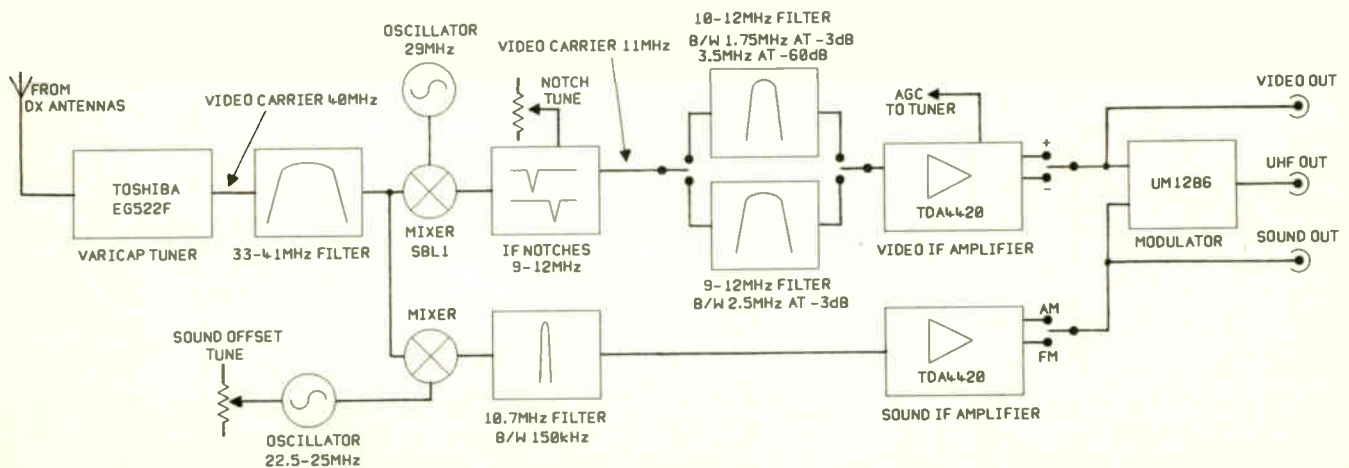 FROM
DX ANTENNAS
VIDEO CARRIER 40MHz
TOSHIBA
EG522F
VARICAP TUNER
33-41MHz FILTER
OSCILLATOR
29MHz
MIXER
SBL1
NOTCH
TUNE
IF NOTCHES
9-12MHz
VIDEO CARRIER 11MHz
10-12MHz FILTER
B/W 1.75MHz AT -3dB
3.5MHz AT -60dB
9-12MHz FILTER
B/W 2.5MHz AT -3dB
AGC
TO TUNER
+
-
TDA4420
VIDEO IF AMPLIFIER
UM1286
MODULATOR
VIDEO OUT
UHF OUT
SOUND OUT
SOUND OFFSET
TUNE
OSCILLATOR
22.5-25MHz
MIXER
10.7MHz FILTER
B/W 150kHz
TDA4420
SOUND IF AMPLIFIER
AM
FM